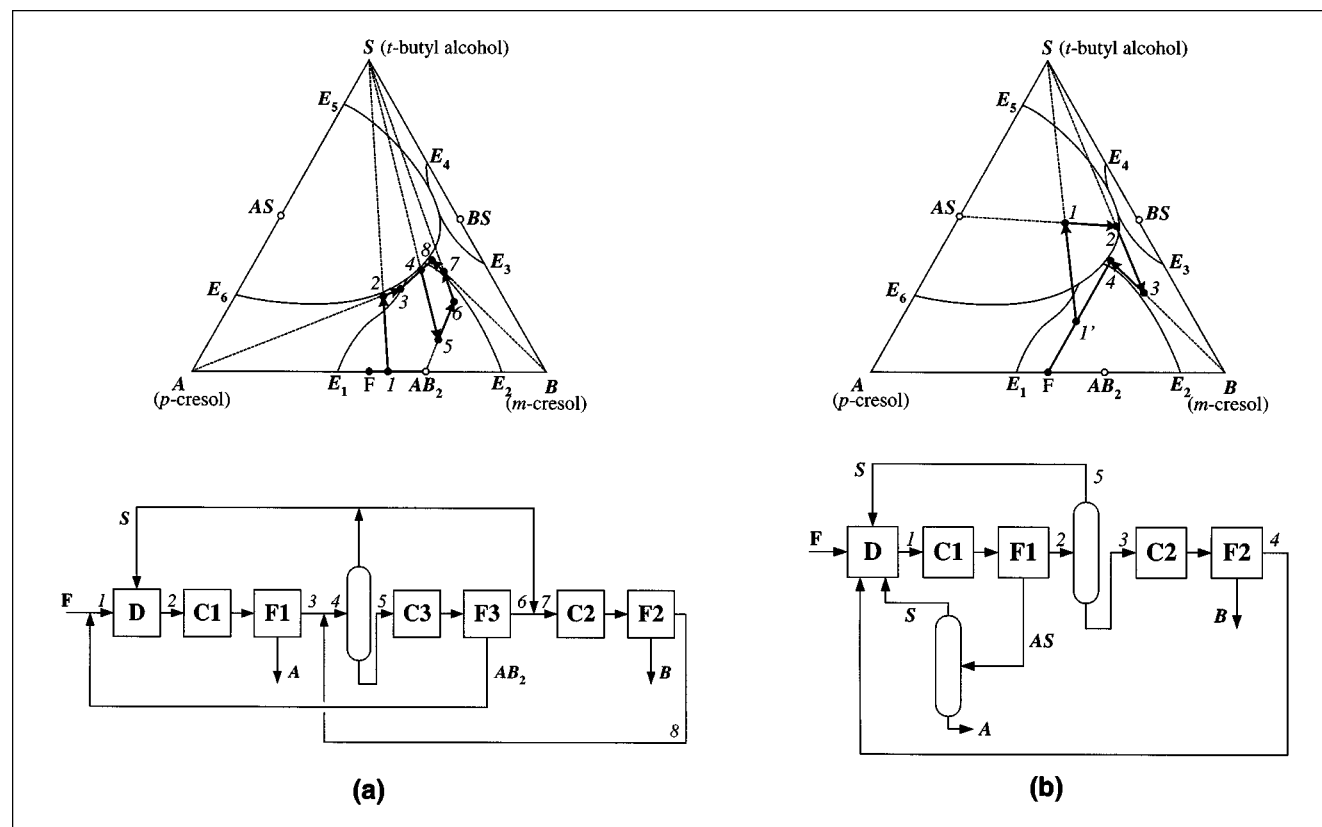 S (t-butyl alcohol)
E5
E4
AS
BS
8
7
4
E3
2
E6
3
6
5
A
E1
F
1
AB2
E2
B
(p-cresol)
(m-cresol)
S
F
1
D
2
C1
F1
3
4
5
C3
F3
6
7
C2
F2
A
AB2
B
8
(a)
S (t-butyl alcohol)
E5
E4
AS
1
BS
2
E3
4
3
E6
1'
A
E1
F
AB2
E2
B
(p-cresol)
(m-cresol)
S
5
F
D
1
C1
F1
2
3
C2
F2
4
S
AS
B
A
(b)